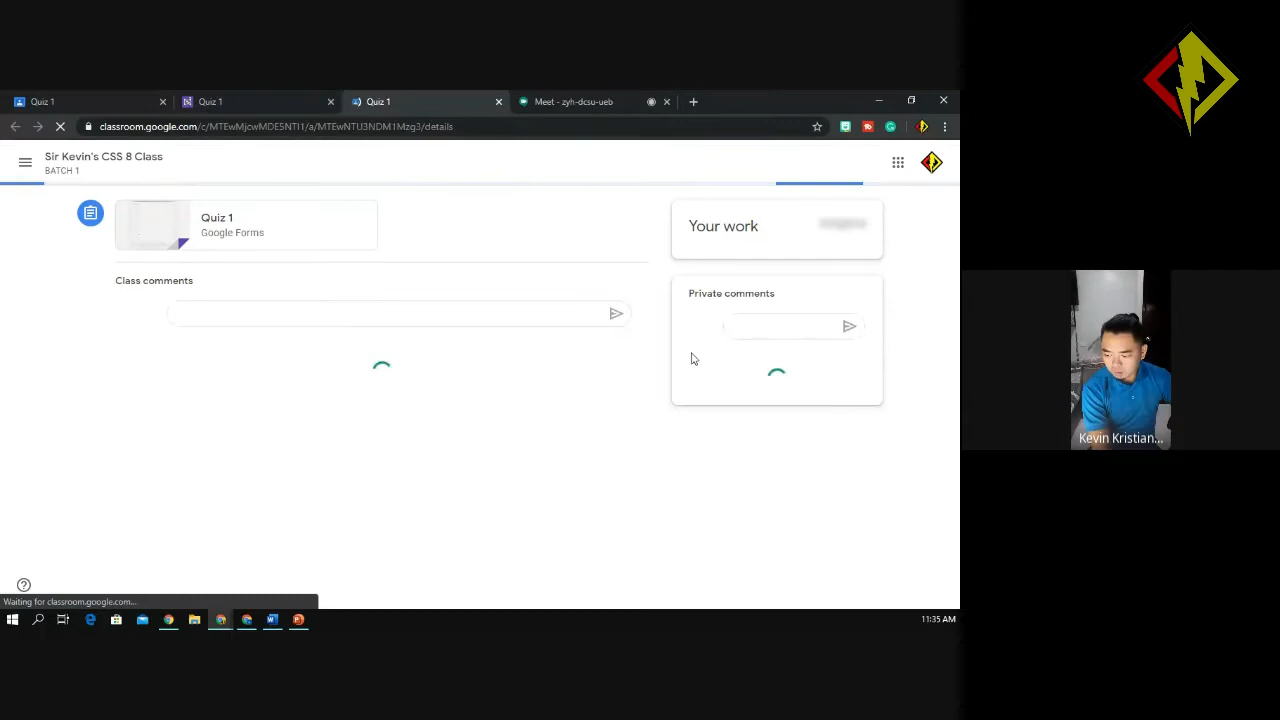 Quiz 1
Quiz 1
Quiz 1
Meet - zyh-dcsu-ueb
classroom.google.com/c/MTEwMjcwMDE5NTI1/a/MTEwNTU3NDM1Mzg3/details
Sir Kevin's CSS 8 Class
BATCH 1
Quiz 1
Google Forms
Your work
Class comments
Private comments
Kevin Kristian...
Waiting for classroom.google.com...
11:35 AM